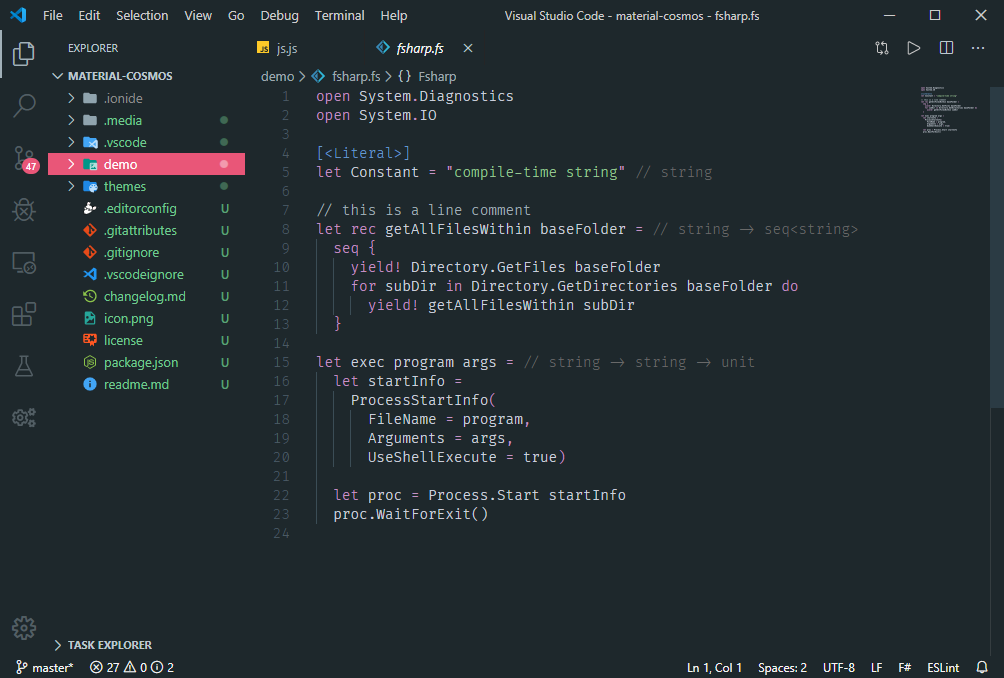 File Edit Selection View Go Debug Terminal Help Visual Studio Code - material-cosmos - fsharp.fs
EXPLORER
JS js.js fsharp.fs
MATERIAL-COSMOS
demo > fsharp.fs > {} Fsharp
.ionide
.media
.vscode
demo
themes
.editorconfig U
.gitattributes U
.gitignore U
.vscodeignore U
changelog.md U
icon.png U
license U
package.json U
readme.md U
47
1 open System.Diagnostics
2 open System.IO
3
4 [<Literal>]
5 let Constant = "compile-time string" // string
6
7 // this is a line comment
8 let rec getAllFilesWithin baseFolder = // string → seq<string>
9 seq {
10 yield! Directory.GetFiles baseFolder
11 for subDir in Directory.GetDirectories baseFolder do
12 yield! getAllFilesWithin subDir
13 }
14
15 let exec program args = // string → string → unit
16 let startInfo =
17 ProcessStartInfo(
18 FileName = program,
19 Arguments = args,
20 UseShellExecute = true)
21
22 let proc = Process.Start startInfo
23 proc.WaitForExit()
24
TASK EXPLORER
master* 27 0 2 Ln 1, Col 1 Spaces: 2 UTF-8 LF F# ESLint